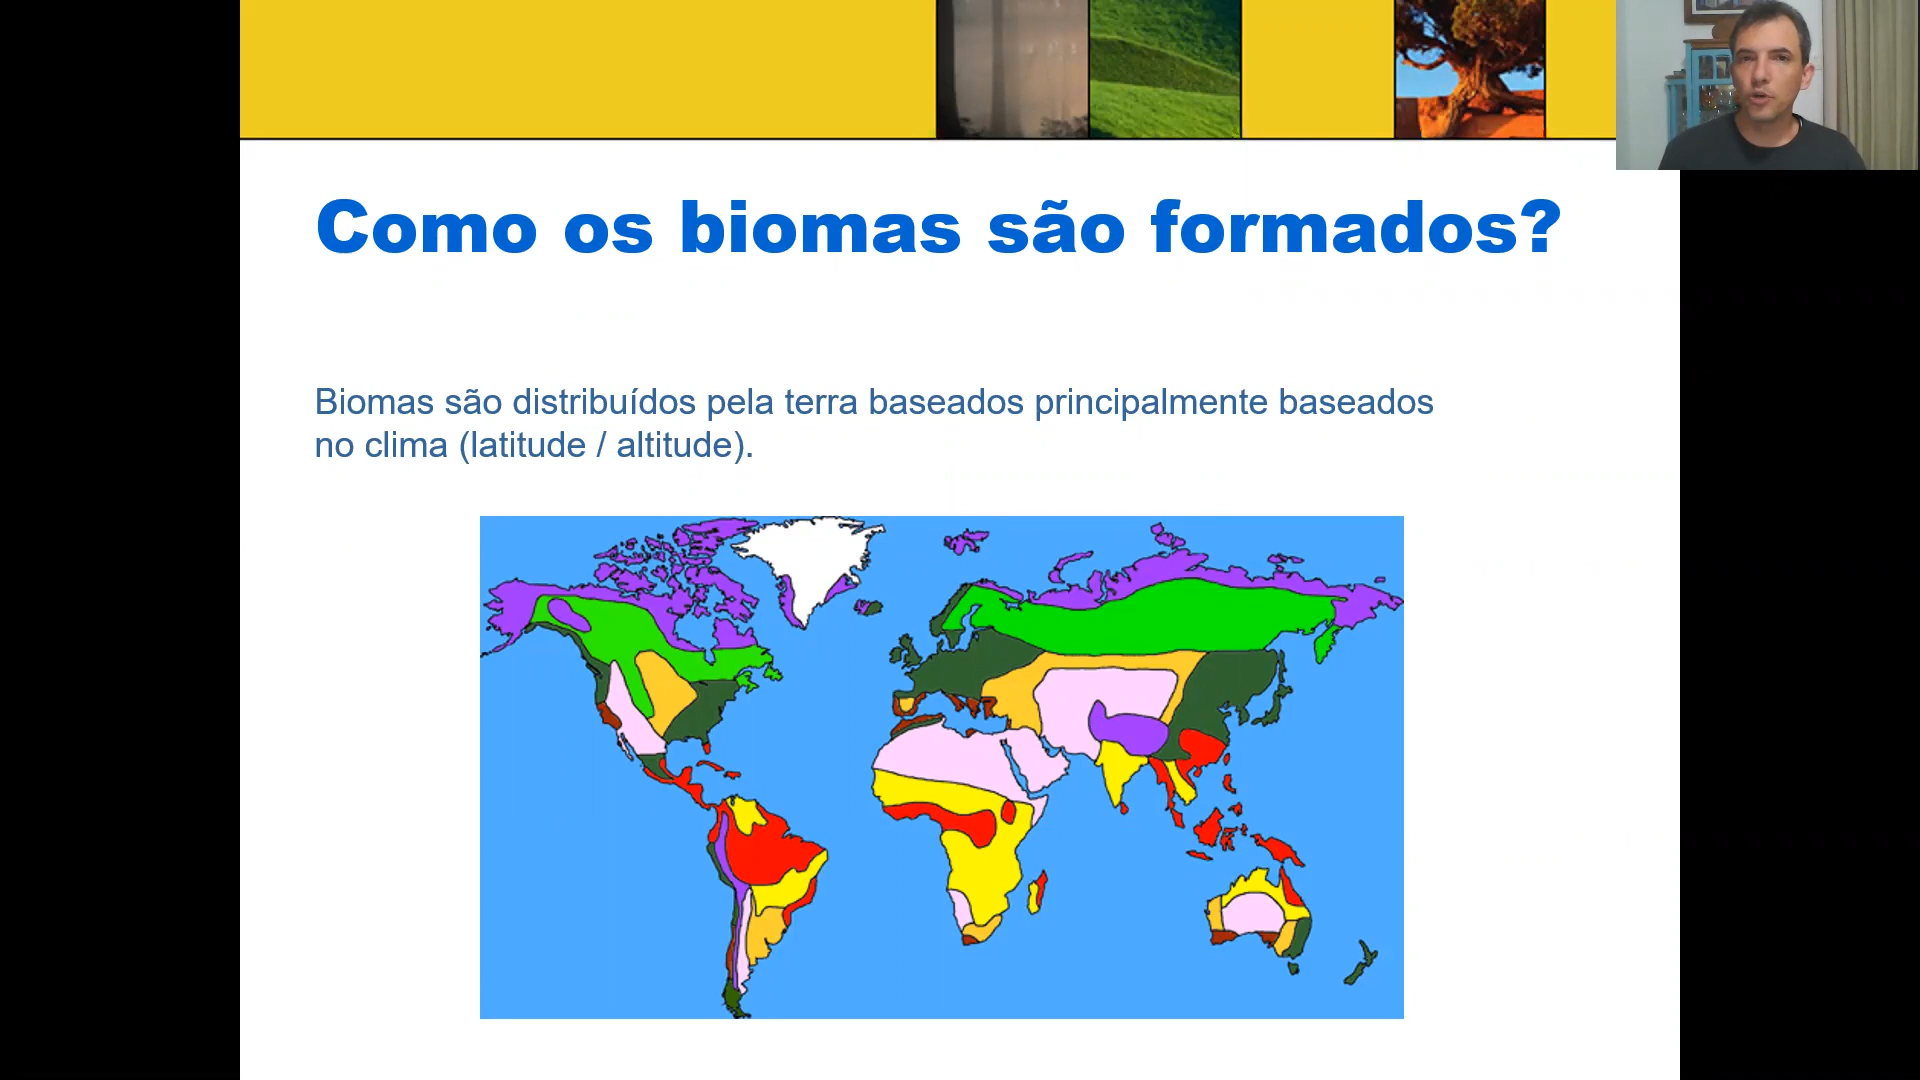 Como os biomas são formados?
Biomas são distribuídos pela terra baseados principalmente baseados
no clima (latitude / altitude).